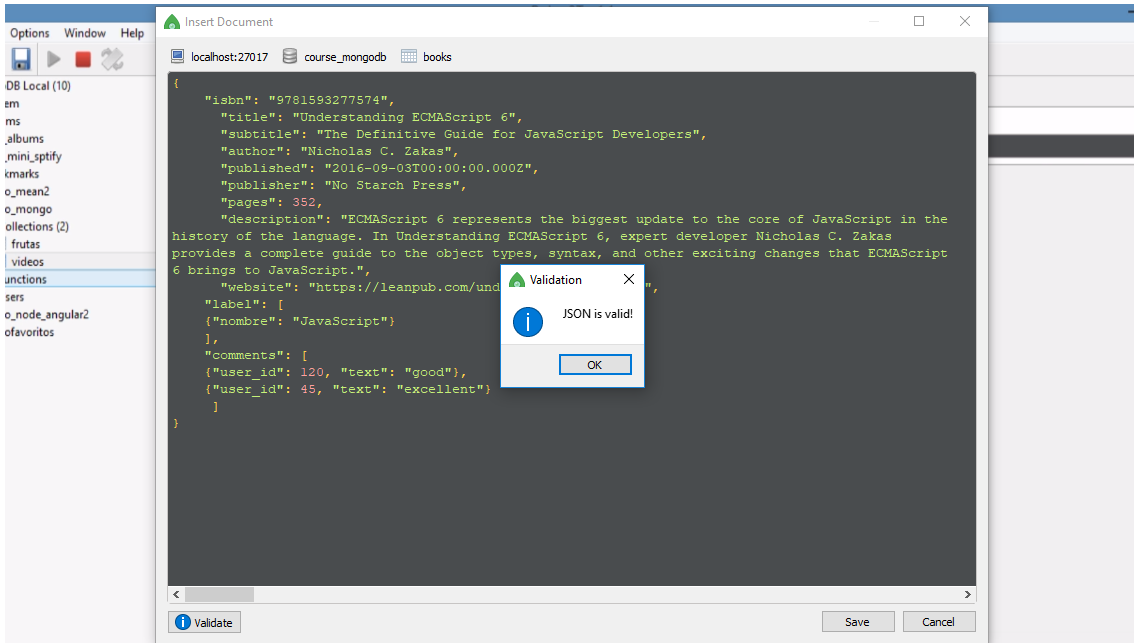 Insert Document
Options Window Help
localhost:27017 course_mongodb books
DB Local (10)
_albums
_mini_sptify
o_mean2
o_mongo
ollections (2)
frutas
videos
unctions
sers
o_node_angular2
ofavoritos
{
"isbn": "9781593277574",
"title": "Understanding ECMAScript 6",
"subtitle": "The Definitive Guide for JavaScript Developers",
"author": "Nicholas C. Zakas",
"published": "2016-09-03T00:00:00.000Z",
"publisher": "No Starch Press",
"pages": 352,
"description": "ECMAScript 6 represents the biggest update to the core of JavaScript in the
history of the language. In Understanding ECMAScript 6, expert developer Nicholas C. Zakas
provides a complete guide to the object types, syntax, and other exciting changes that ECMAScript
6 brings to JavaScript.",
"website": "https://leanpub.com/und ",
"label": [
{"nombre": "JavaScript"}
],
"comments": [
{"user_id": 120, "text": "good"},
{"user_id": 45, "text": "excellent"}
]
}
Validation
JSON is valid!
OK
Validate
Save Cancel